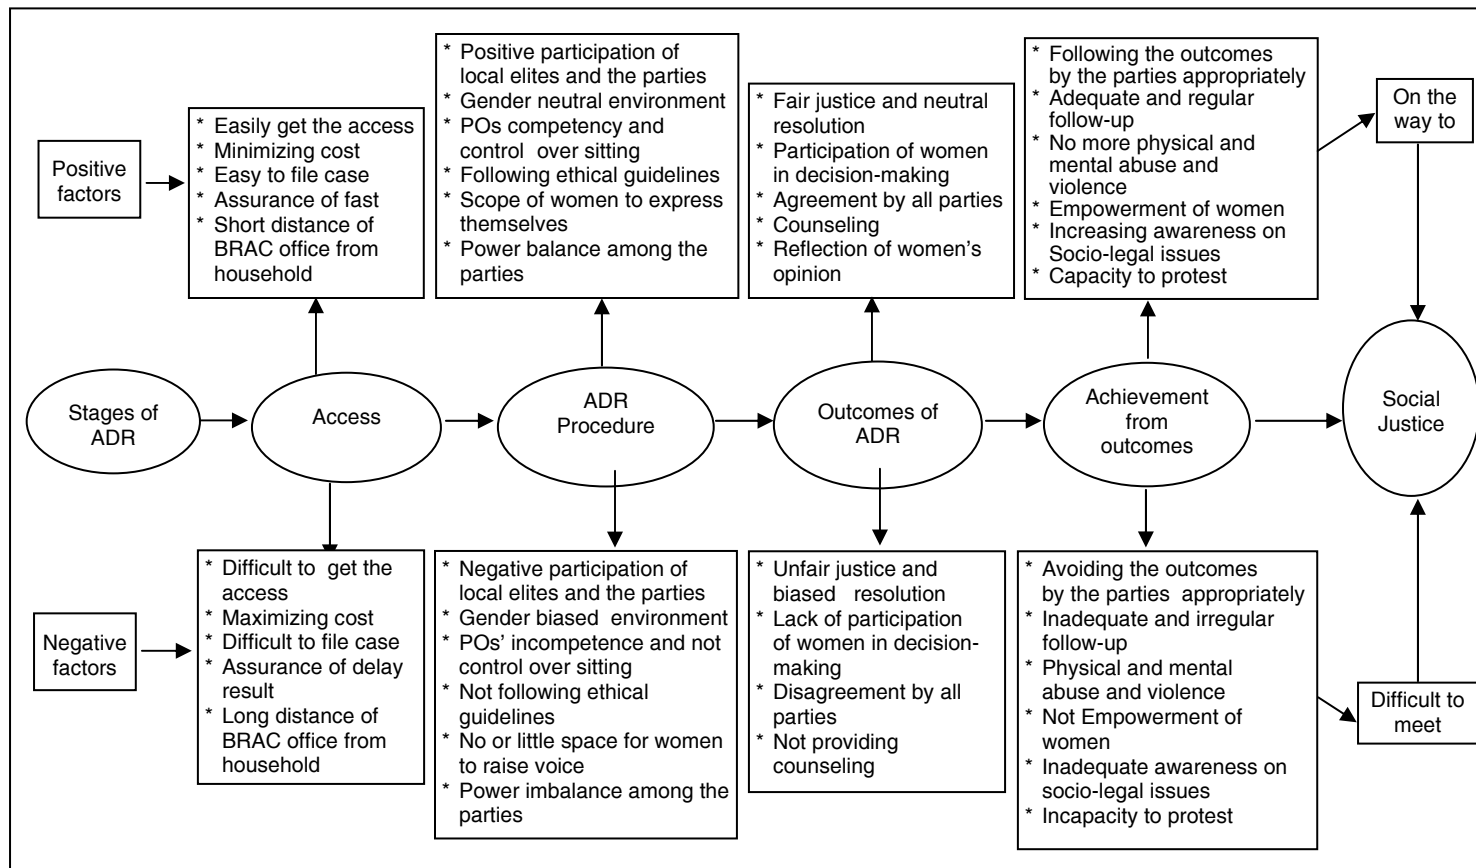 Positive
factors
* Easily get the access
* Minimizing cost
* Easy to file case
* Assurance of fast
* Short distance of
BRAC office from
household
* Positive participation of
local elites and the parties
* Gender neutral environment
* POs competency and
control over sitting
* Following ethical guidelines
* Scope of women to express
themselves
* Power balance among the
parties
* Fair justice and neutral
resolution
* Participation of women
in decision-making
* Agreement by all parties
* Counseling
* Reflection of women's
opinion
* Following the outcomes
by the parties appropriately
* Adequate and regular
follow-up
* No more physical and
mental abuse and
violence
* Empowerment of women
* Increasing awareness on
Socio-legal issues
* Capacity to protest
On the
way to
Stages of
ADR
Access
ADR
Procedure
Outcomes of
ADR
Achievement
from
outcomes
Social
Justice
Negative
factors
* Difficult to get the
access
* Maximizing cost
* Difficult to file case
* Assurance of delay
result
* Long distance of
BRAC office from
household
* Negative participation of
local elites and the parties
* Gender biased environment
* POs' incompetence and not
control over sitting
* Not following ethical
guidelines
* No or little space for women
to raise voice
* Power imbalance among the
parties
* Unfair justice and
biased resolution
* Lack of participation
of women in decision-
making
* Disagreement by all
parties
* Not providing
counseling
* Avoiding the outcomes
by the parties appropriately
* Inadequate and irregular
follow-up
* Physical and mental
abuse and violence
* Not Empowerment of
women
* Inadequate awareness on
socio-legal issues
* Incapacity to protest
Difficult to
meet